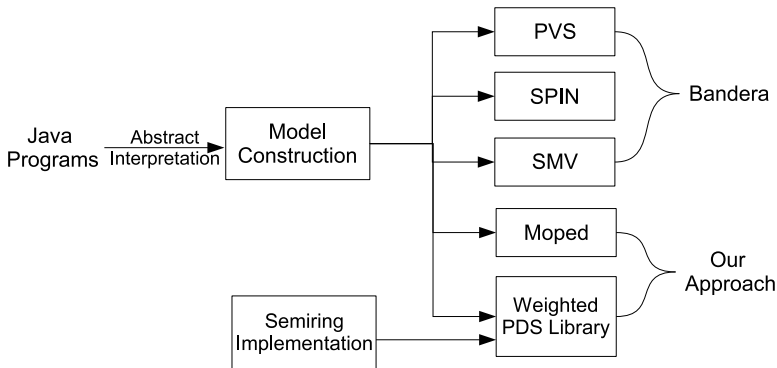 Java
Programs
Abstract
Interpretation
Model
Construction
PVS
SPIN
SMV
Bandera
Moped
Weighted
PDS Library
Our
Approach
Semiring
Implementation